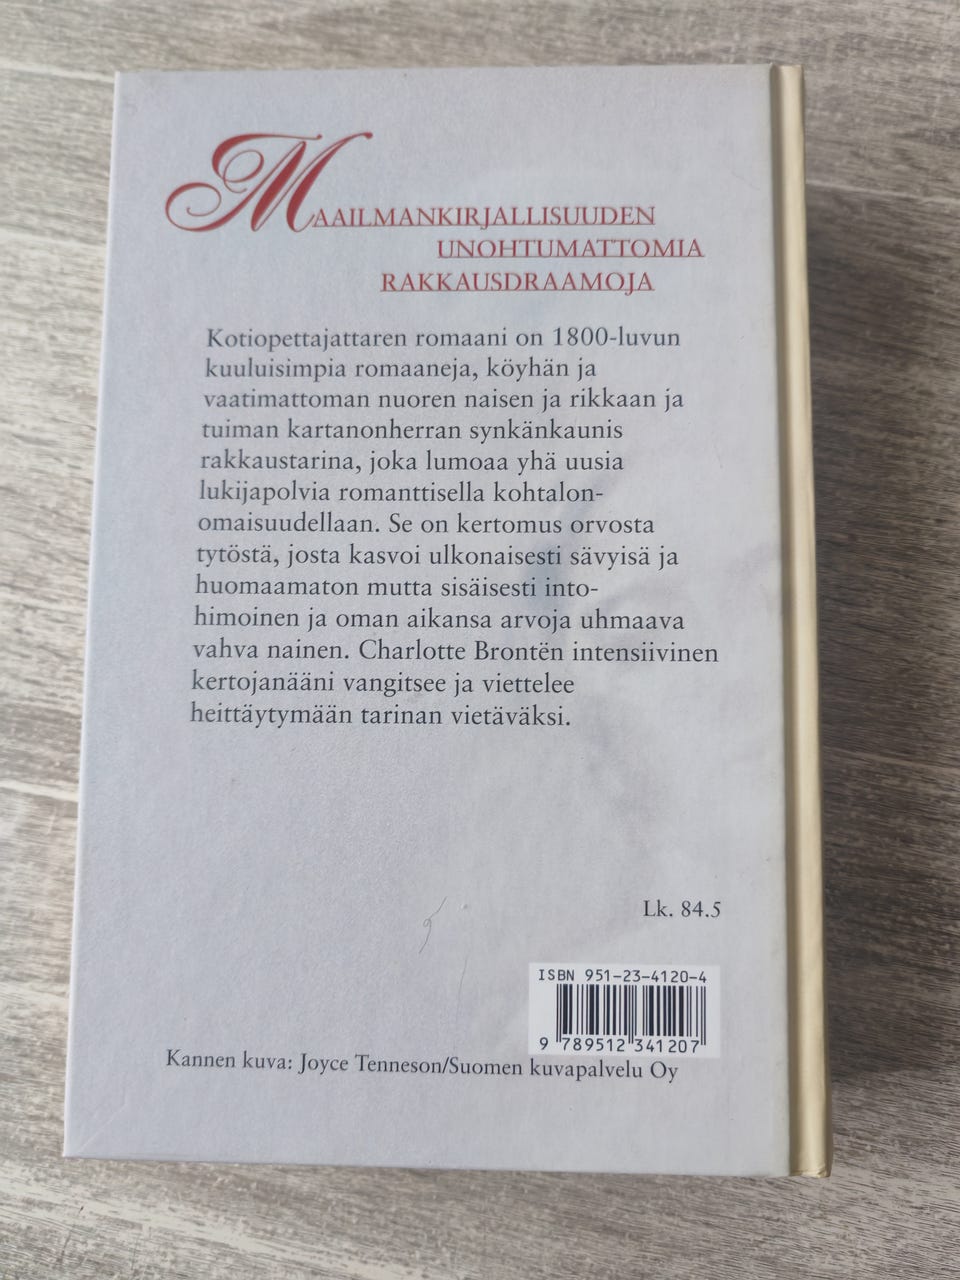 MAAILMANKIRJALLISUUDEN
UNOHTUMATTOMIA
RAKKAUSDRAAMOJA
Kotiopettajattaren romaani on 1800-luvun
kuuluisimpia romaaneja, köyhän ja
vaatimattoman nuoren naisen ja rikkaan ja
tuiman kartanonherran synkänkaunis
rakkaustarina, joka lumoaa yhä uusia
lukijapolvia romanttisella kohtalon-
omaisuudellaan. Se on kertomus orvosta
tytöstä, josta kasvoi ulkonaisesti sävyisä ja
huomaamaton mutta sisäisesti into-
himoinen ja oman aikansa arvoja uhmaava
vahva nainen. Charlotte Brontën intensiivinen
kertojanääni vangitsee ja viettelee
heittäytymään tarinan vietäväksi.
Lk. 84.5
ISBN 951-23-4120-4
9 789512 341207
Kannen kuva: Joyce Tenneson/Suomen kuvapalvelu Oy